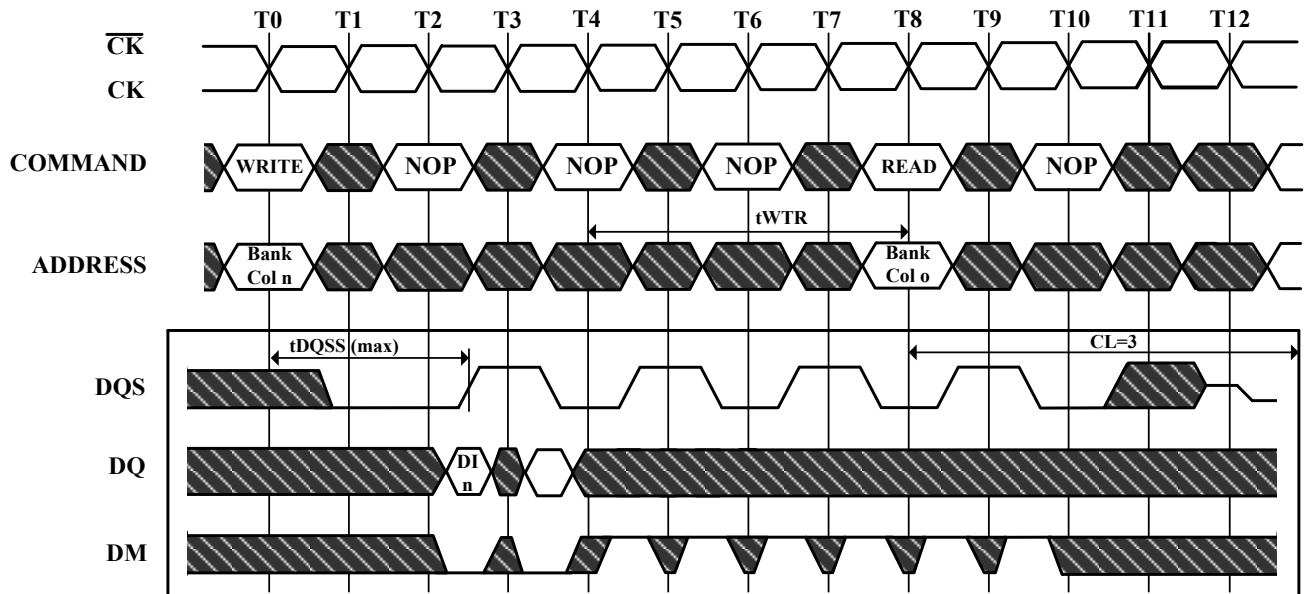 T0 T1 T2 T3 T4 T5 T6 T7 T8 T9 T10 T11 T12
CK
CK
COMMAND WRITE NOP NOP NOP READ NOP
tWTR
ADDRESS Bank Col n Bank Col o
tDQSS (max) CL=3
DQS
DQ DI n
DM